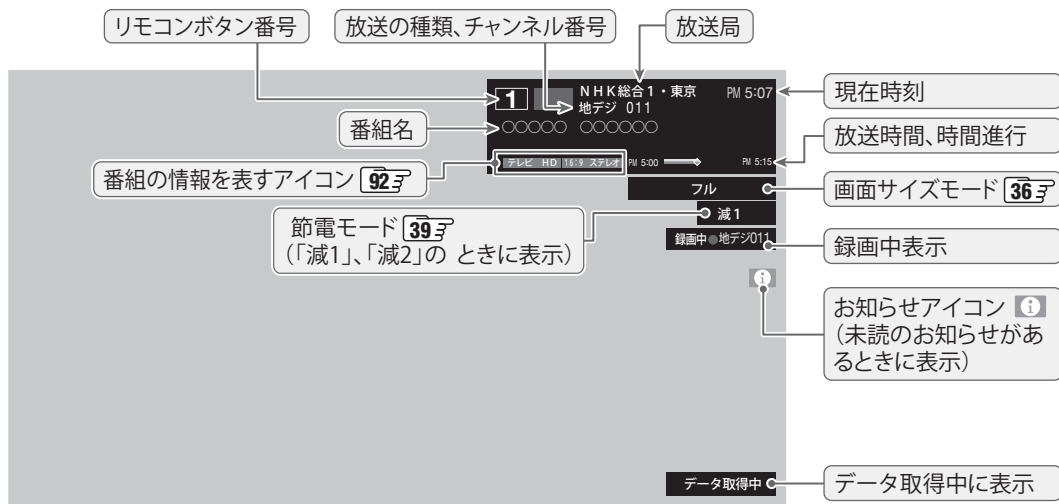 リモコンボタン番号
放送の種類、チャンネル番号
放送局
1
NHK総合1・東京
PM 5:07
地デジ 011
現在時刻
番組名
○○○○○ ○○○○○○
放送時間、時間進行
テレビ HD 16:9 ステレオ PM 5:00 PM 5:15
番組の情報を表すアイコン 92
フル
画面サイズモード 36
節電モード 39
(「減1」、「減2」の ときに表示)
減1
録画中 ●地デジ011
録画中表示
お知らせアイコン
(未読のお知らせがあ
るときに表示)
データ取得中
データ取得中に表示